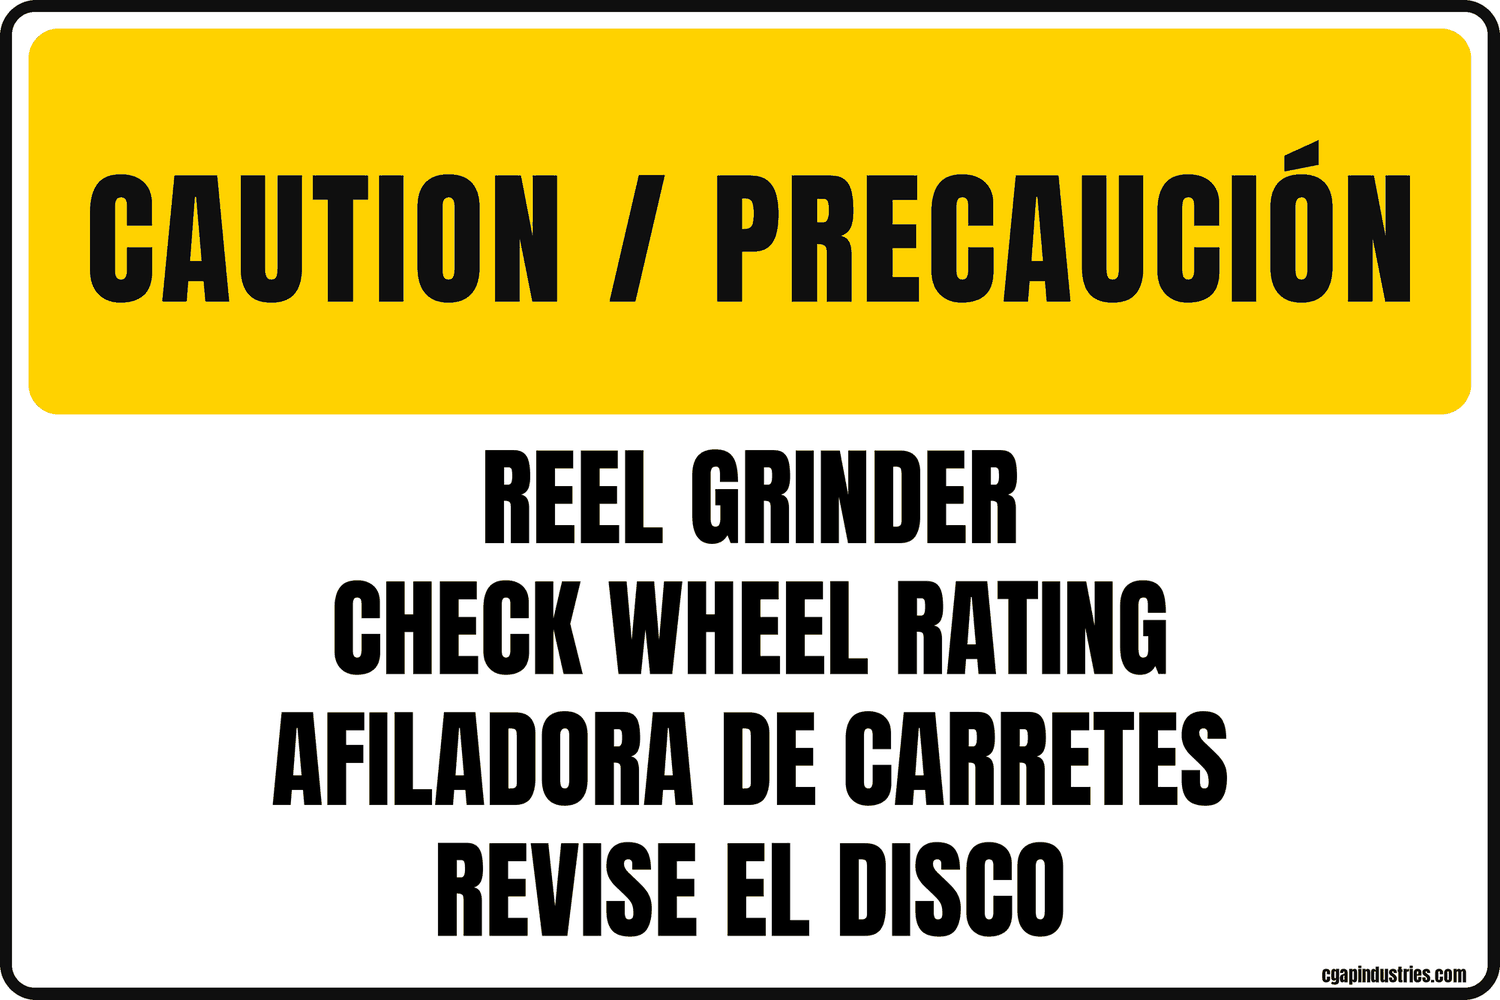 CAUTION / PRECAUCIÓN
REEL GRINDER
CHECK WHEEL RATING
AFILADORA DE CARRETES
REVISE EL DISCO
cgapindustries.com